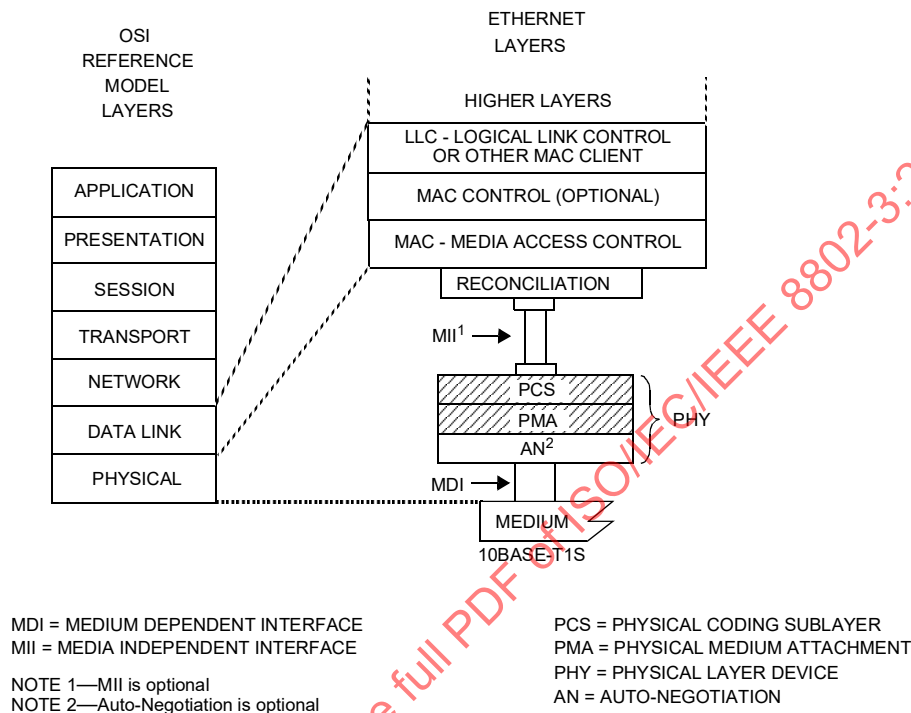 OSI
REFERENCE
MODEL
LAYERS
APPLICATION
PRESENTATION
SESSION
TRANSPORT
NETWORK
DATA LINK
PHYSICAL
ETHERNET
LAYERS
HIGHER LAYERS
LLC - LOGICAL LINK CONTROL
OR OTHER MAC CLIENT
MAC CONTROL (OPTIONAL)
MAC - MEDIA ACCESS CONTROL
RECONCILIATION
MII¹
PCS
PMA
AN²
PHY
MDI
MEDIUM
10BASE-T1S
MDI = MEDIUM DEPENDENT INTERFACE
MII = MEDIA INDEPENDENT INTERFACE
NOTE 1—MII is optional
NOTE 2—Auto-Negotiation is optional
PCS = PHYSICAL CODING SUBLAYER
PMA = PHYSICAL MEDIUM ATTACHMENT
PHY = PHYSICAL LAYER DEVICE
AN = AUTO-NEGOTIATION
full PDF of ISO/IEC/IEEE 8802-3: